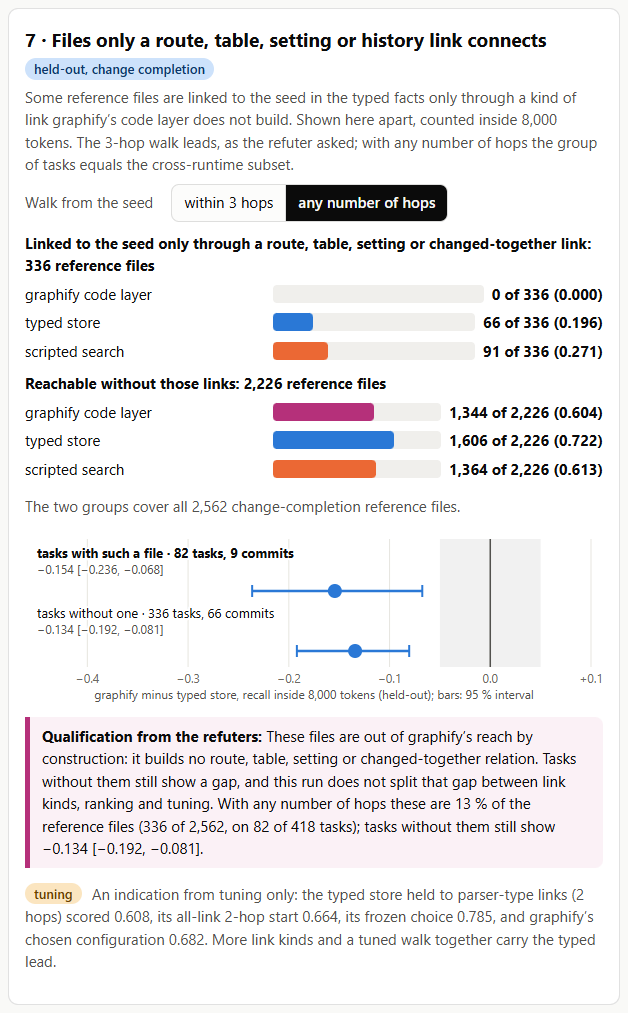 7 · Files only a route, table, setting or history link connects
held-out, change completion
Some reference files are linked to the seed in the typed facts only through a kind of
link graphify’s code layer does not build. Shown here apart, counted inside 8,000
tokens. The 3-hop walk leads, as the refuter asked; with any number of hops the group
of tasks equals the cross-runtime subset.
Walk from the seed within 3 hops any number of hops
Linked to the seed only through a route, table, setting or changed-together link:
336 reference files
graphify code layer 0 of 336 (0.000)
typed store 66 of 336 (0.196)
scripted search 91 of 336 (0.271)
Reachable without those links: 2,226 reference files
graphify code layer 1,344 of 2,226 (0.604)
typed store 1,606 of 2,226 (0.722)
scripted search 1,364 of 2,226 (0.613)
The two groups cover all 2,562 change-completion reference files.
tasks with such a file · 82 tasks, 9 commits
−0.154 [−0.236, −0.068]
tasks without one · 336 tasks, 66 commits
−0.134 [−0.192, −0.081]
−0.4 −0.3 −0.2 −0.1 0.0 +0.1
graphify minus typed store, recall inside 8,000 tokens (held-out); bars: 95 % interval
Qualification from the refuters: These files are out of graphify’s reach by
construction: it builds no route, table, setting or changed-together relation. Tasks
without them still show a gap, and this run does not split that gap between link
kinds, ranking and tuning. With any number of hops these are 13 % of the
reference files (336 of 2,562, on 82 of 418 tasks); tasks without them still show
−0.134 [−0.192, −0.081].
tuning An indication from tuning only: the typed store held to parser-type links (2
hops) scored 0.608, its all-link 2-hop start 0.664, its frozen choice 0.785, and graphify’s
chosen configuration 0.682. More link kinds and a tuned walk together carry the typed
lead.